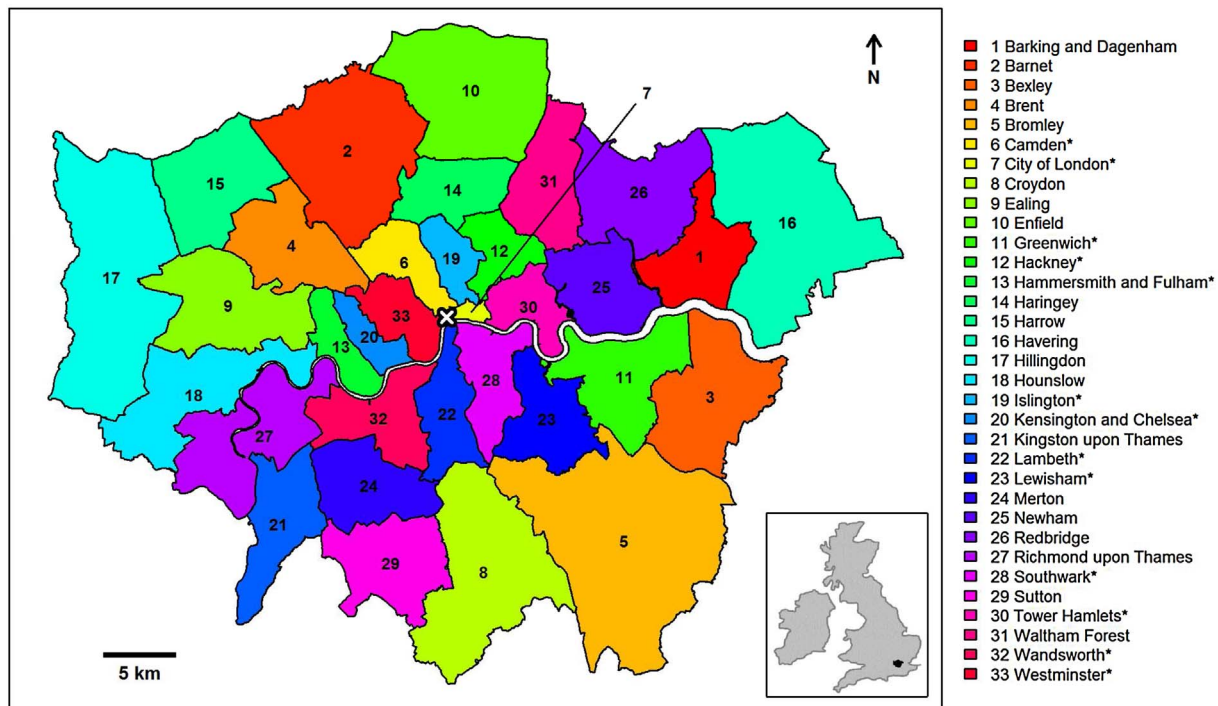 7
10
N
2
31
26
15
14
16
4
12
19
6
1
17
25
30
9
33
20
13
11
18
28
3
22
23
32
27
24
21
5
29
8
5 km
1 Barking and Dagenham
2 Barnet
3 Bexley
4 Brent
5 Bromley
6 Camden*
7 City of London*
8 Croydon
9 Ealing
10 Enfield
11 Greenwich*
12 Hackney*
13 Hammersmith and Fulham*
14 Haringey
15 Harrow
16 Havering
17 Hillingdon
18 Hounslow
19 Islington*
20 Kensington and Chelsea*
21 Kingston upon Thames
22 Lambeth*
23 Lewisham*
24 Merton
25 Newham
26 Redbridge
27 Richmond upon Thames
28 Southwark*
29 Sutton
30 Tower Hamlets*
31 Waltham Forest
32 Wandsworth*
33 Westminster*